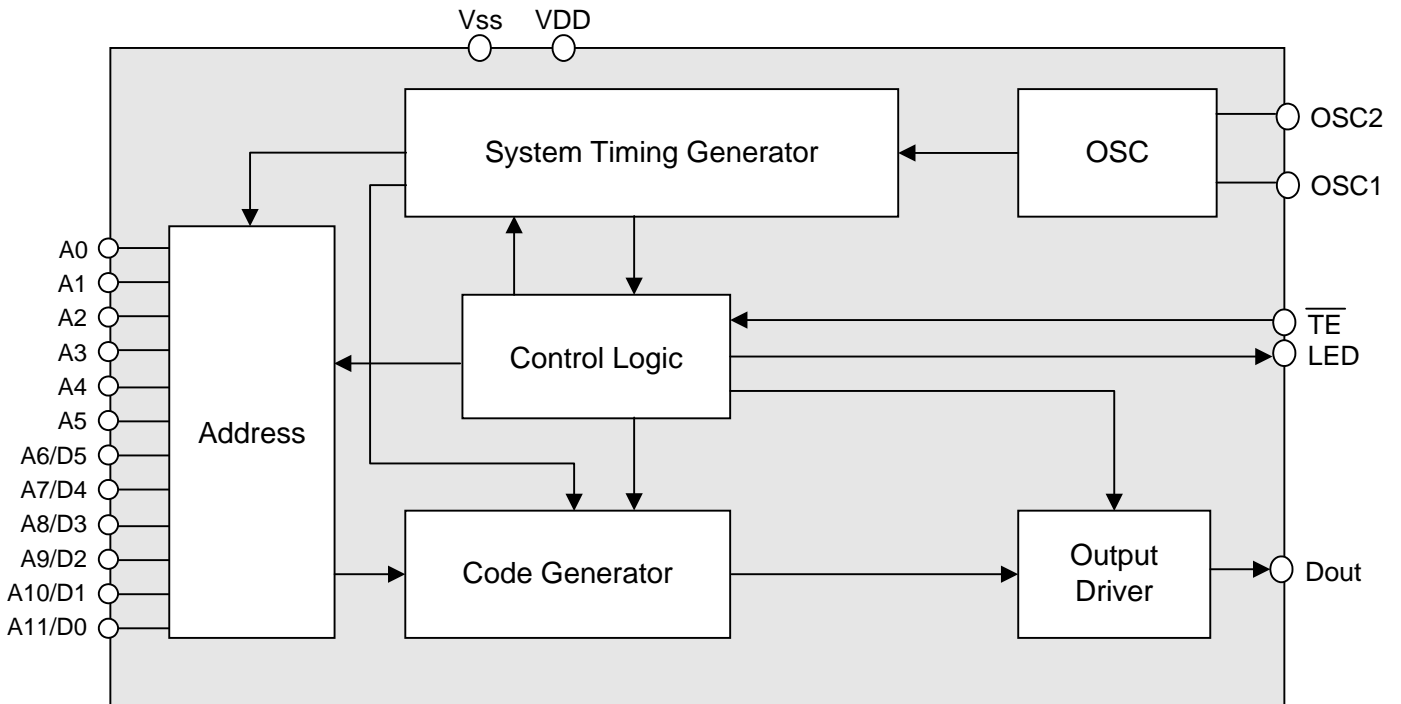 Vss VDD
System Timing Generator
OSC
OSC2
OSC1
A0
A1
A2
A3
A4
A5
A6/D5
A7/D4
A8/D3
A9/D2
A10/D1
A11/D0
Address
Control Logic
T̅E̅
LED
Code Generator
Output
Driver
Dout